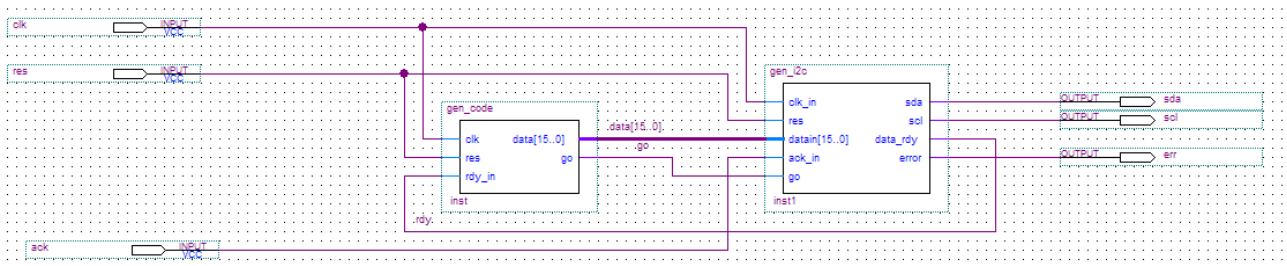 clk INPUT VCC
res INPUT VCC
gen_i2c
clk_in sda OUTPUT sda
gen_code
res scl OUTPUT scl
.data[15..0].
clk data[15..0] datain[15..0] data_rdy
.go
res go ack_in error OUTPUT err
rdy_in go
inst inst1
.rdy.
ack INPUT VCC